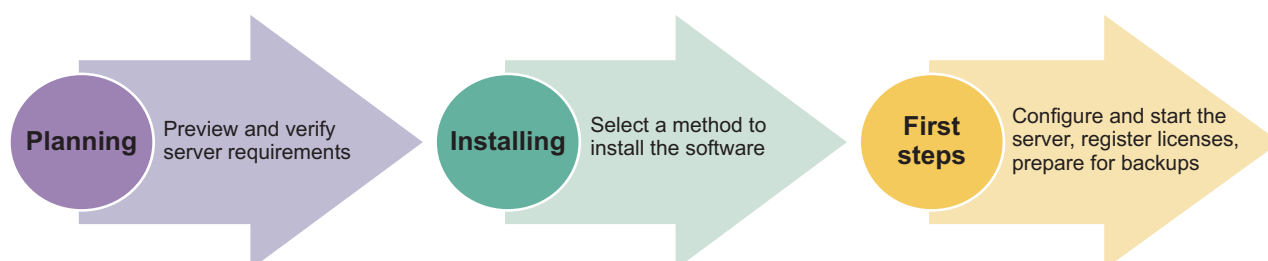 Planning
Preview and verify
server requirements
Installing
Select a method to
install the software
First
steps
Configure and start the
server, register licenses,
prepare for backups